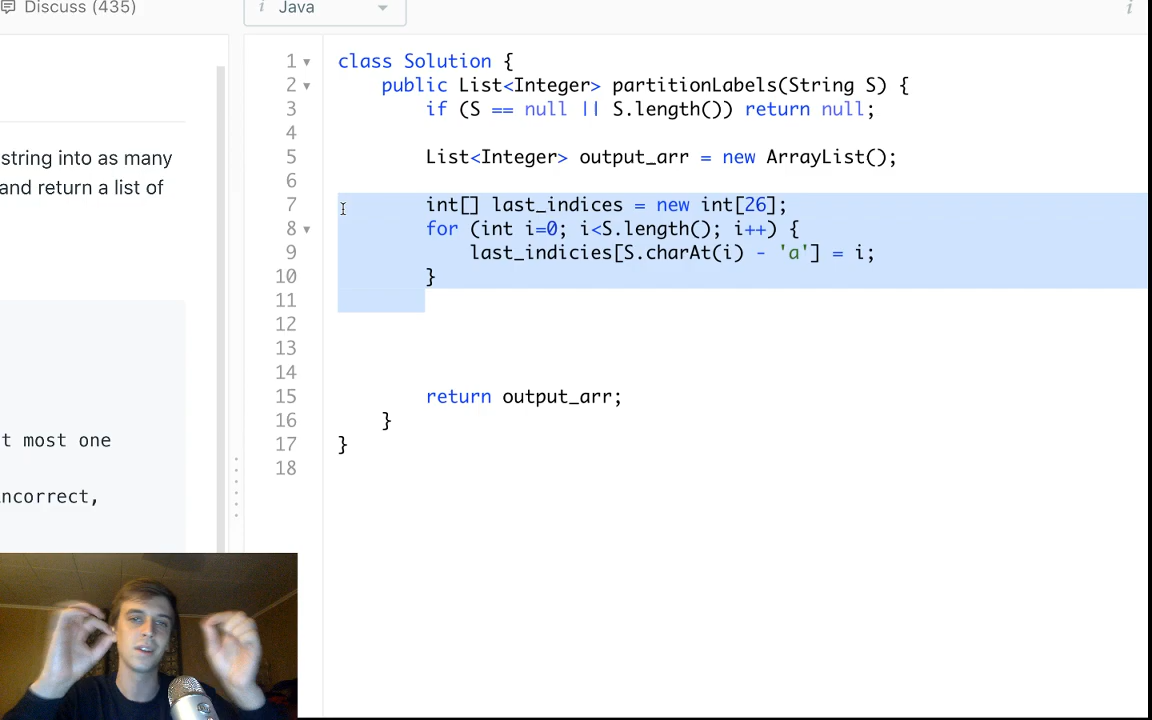 Discuss (435)
i Java
i
string into as many
and return a list of
t most one
ncorrect,
1 class Solution {
2 public List<Integer> partitionLabels(String S) {
3 if (S == null || S.length()) return null;
4
5 List<Integer> output_arr = new ArrayList();
6
7 int[] last_indices = new int[26];
8 for (int i=0; i<S.length(); i++) {
9 last_indicies[S.charAt(i) - 'a'] = i;
10 }
11
12
13
14
15 return output_arr;
16 }
17 }
18